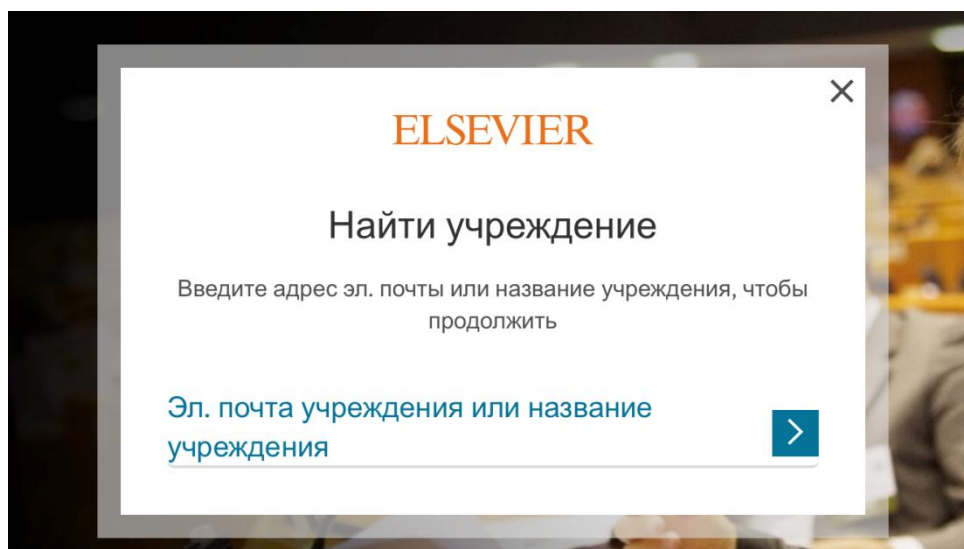 ELSEVIER
Найти учреждение
Введите адрес эл. почты или название учреждения, чтобы
продолжить
Эл. почта учреждения или название
учреждения